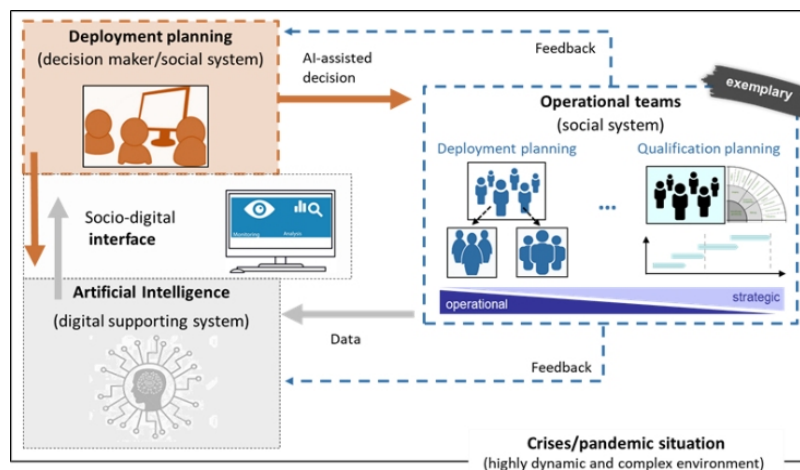 Deployment planning
(decision maker/social system)
AI-assisted
decision
Feedback
exemplary
Operational teams
(social system)
Deployment planning
Qualification planning
...
Socio-digital
interface
Monitoring
Analysis
operational
strategic
Artificial Intelligence
(digital supporting system)
Data
Feedback
Crises/pandemic situation
(highly dynamic and complex environment)